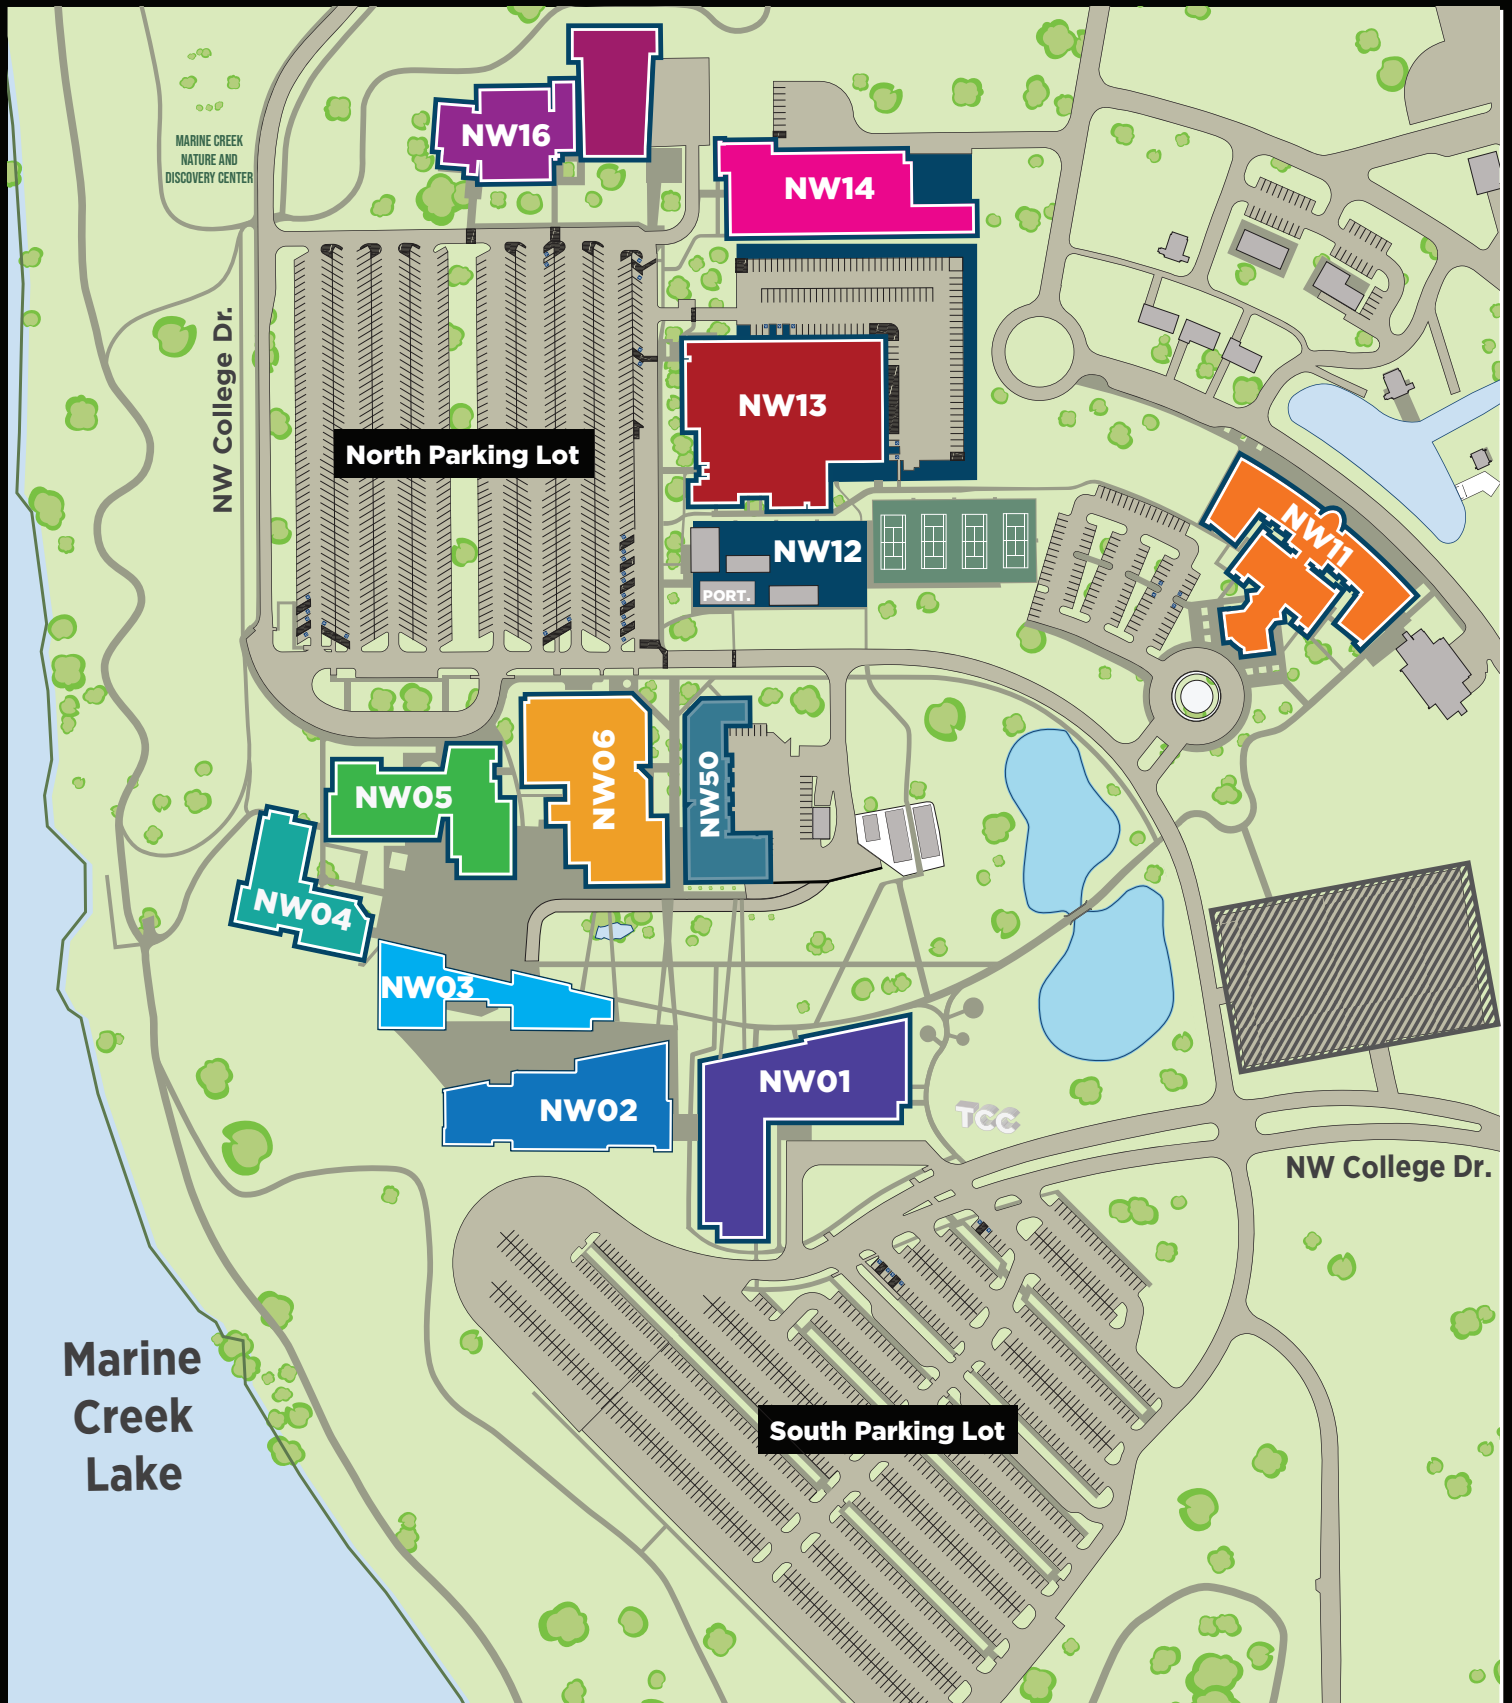 NW16
MARINE CREEK
NATURE AND
DISCOVERY CENTER
NW14
NW College Dr.
NW13
North Parking Lot
NW11
NW12
PORT.
NW06
NW50
NW05
NW04
NW03
NW01
NW02
TCC
NW College Dr.
Marine
Creek
Lake
South Parking Lot